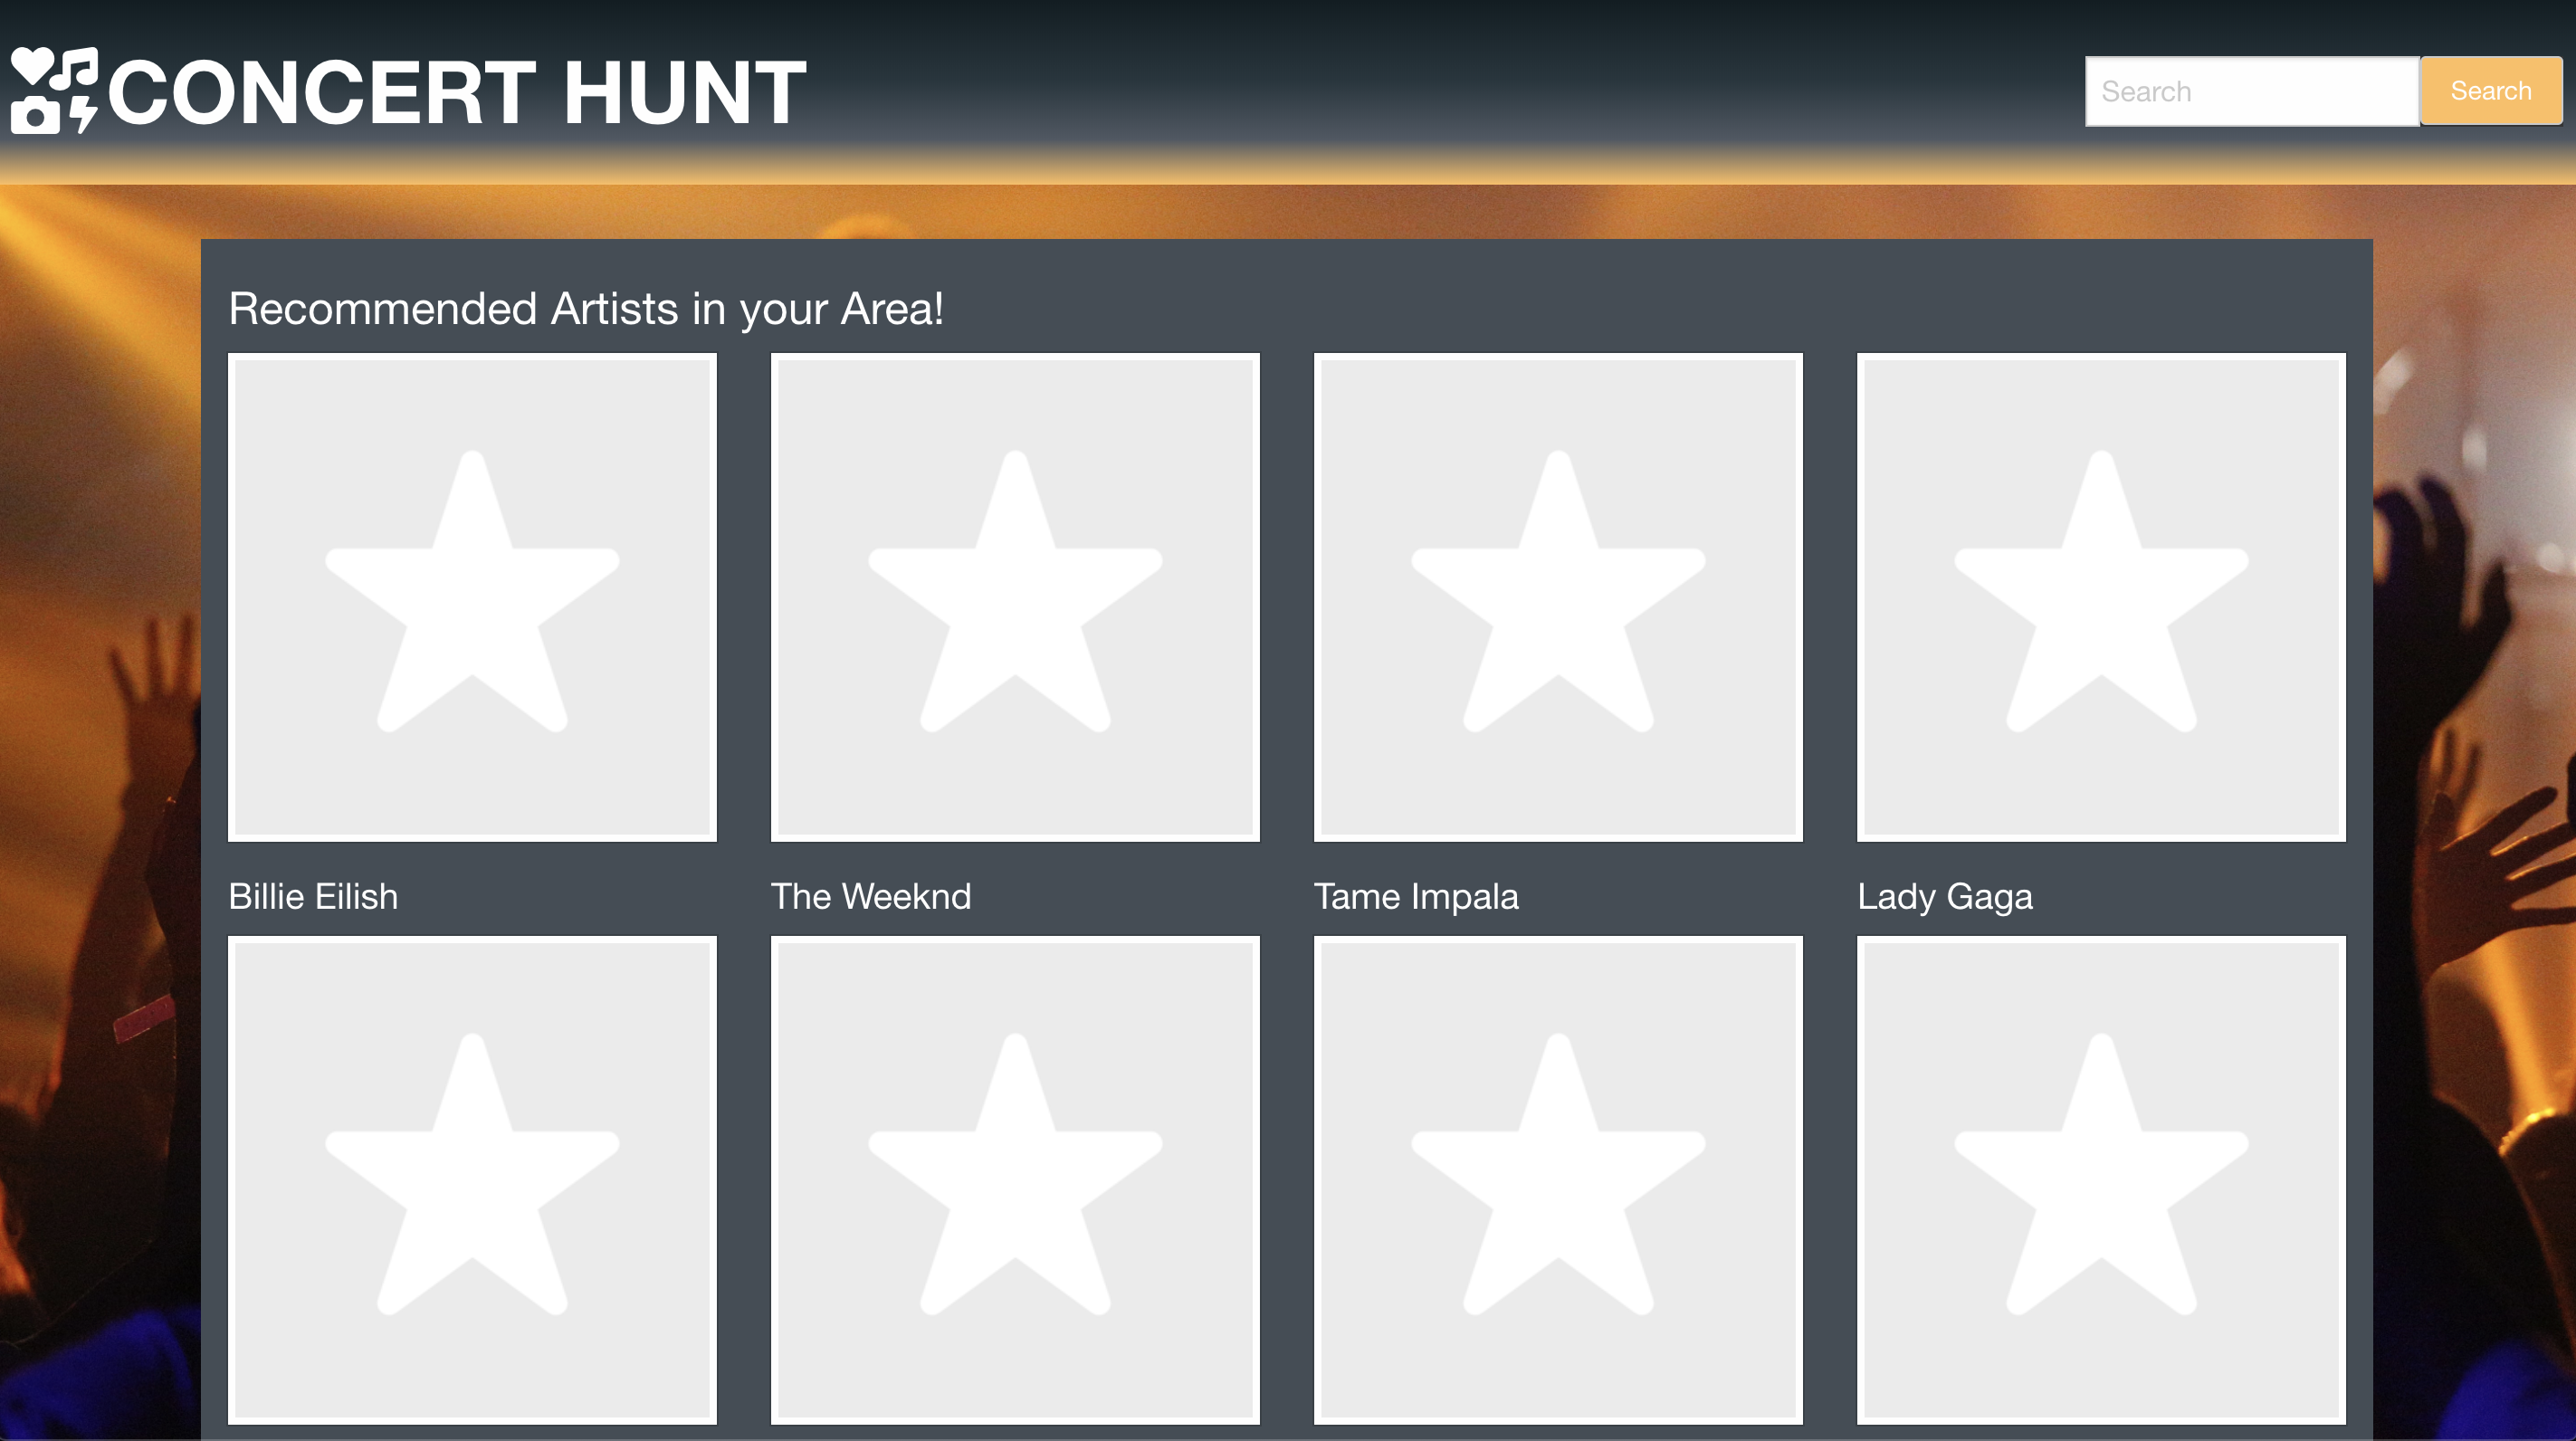 CONCERT HUNT
Search Search
Recommended Artists in your Area!
Billie Eilish The Weeknd Tame Impala Lady Gaga